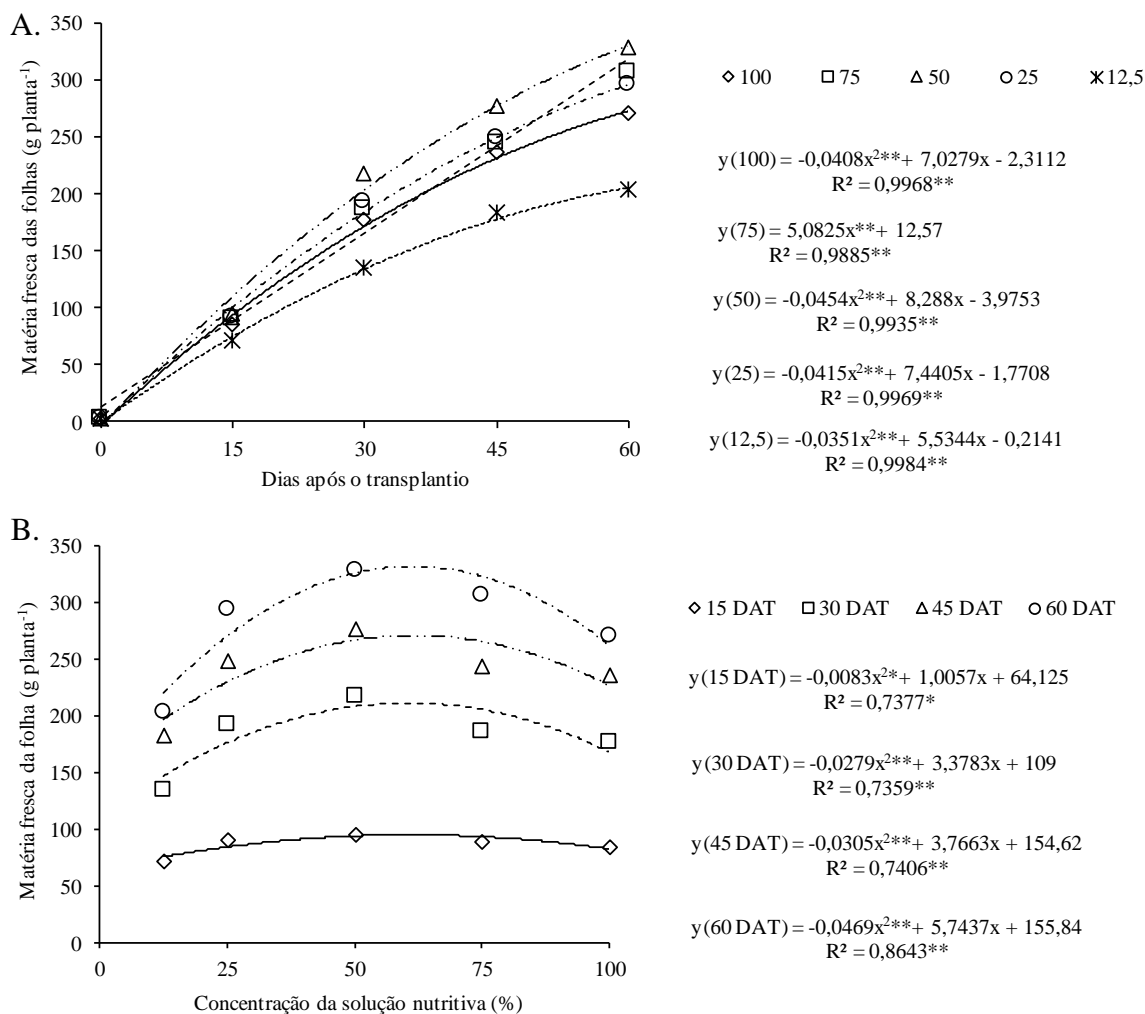 A.
Matéria fresca das folhas (g planta⁻¹)
350
300
250
200
150
100
50
0
0 15 30 45 60
Dias após o transplantio
100 75 50 25 12,5
y(100) = -0,0408x²**+ 7,0279x - 2,3112
R² = 0,9968**
y(75) = 5,0825x**+ 12,57
R² = 0,9885**
y(50) = -0,0454x²**+ 8,288x - 3,9753
R² = 0,9935**
y(25) = -0,0415x²**+ 7,4405x - 1,7708
R² = 0,9969**
y(12,5) = -0,0351x²**+ 5,5344x - 0,2141
R² = 0,9984**
B.
Matéria fresca da folha (g planta⁻¹)
350
300
250
200
150
100
50
0
0 25 50 75 100
Concentração da solução nutritiva (%)
15 DAT 30 DAT 45 DAT 60 DAT
y(15 DAT) = -0,0083x²*+ 1,0057x + 64,125
R² = 0,7377*
y(30 DAT) = -0,0279x²**+ 3,3783x + 109
R² = 0,7359**
y(45 DAT) = -0,0305x²**+ 3,7663x + 154,62
R² = 0,7406**
y(60 DAT) = -0,0469x²**+ 5,7437x + 155,84
R² = 0,8643**